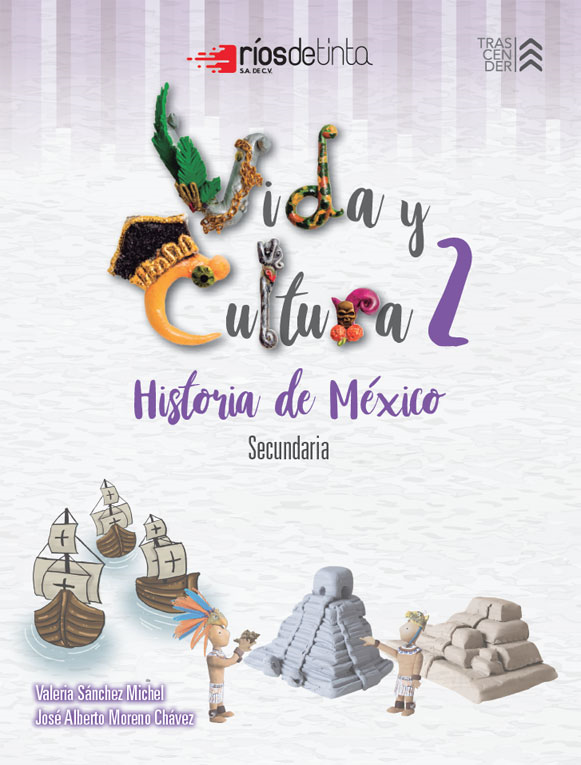 ríosdetinta
S.A. DE C.V.
TRAS
CEN
DER
Vida y
Cultura 2
Historia de México
Secundaria
Valeria Sánchez Michel
José Alberto Moreno Chávez